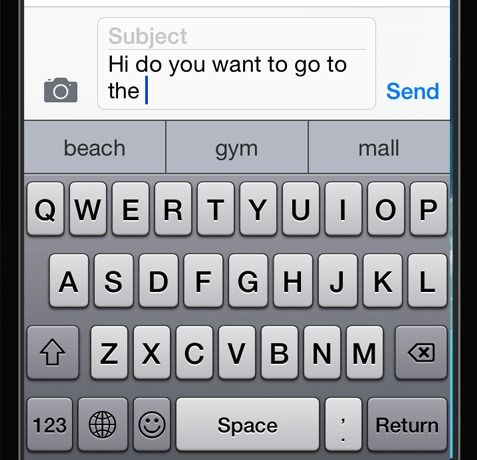 Subject
Hi do you want to go to
the
Send
beach gym mall
Q W E R T Y U I O P
A S D F G H J K L
Z X C V B N M
123 Space , . Return